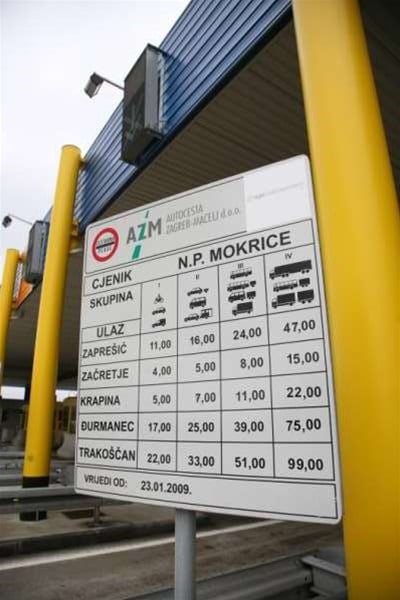 AZM AUTOCESTA
ZAGREB-MACELJ d.o.o.
CJENIK N.P. MOKRICE
SKUPINA I II III IV
ULAZ
ZAPREŠIĆ 11,00 16,00 24,00 47,00
ZAČRETJE 4,00 5,00 8,00 15,00
KRAPINA 5,00 7,00 11,00 22,00
ĐURMANEC 17,00 25,00 39,00 75,00
TRAKOŠĆAN 22,00 33,00 51,00 99,00
VRIJEDI OD: 23.01.2009.